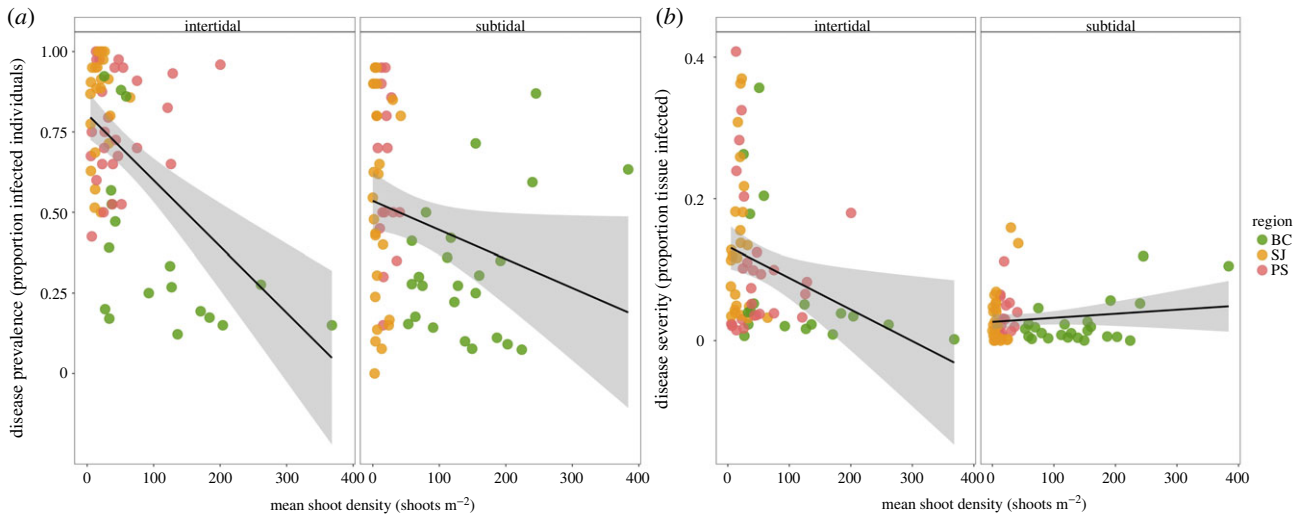 (a)
intertidal
subtidal
disease prevalence (proportion infected individuals)
1.00
0.75
0.50
0.25
0
0 100 200 300 400
0 100 200 300 400
mean shoot density (shoots m⁻²)
(b)
intertidal
subtidal
disease severity (proportion tissue infected)
0.4
0.2
0
0 100 200 300 400
0 100 200 300 400
mean shoot density (shoots m⁻²)
region
BC
SJ
PS